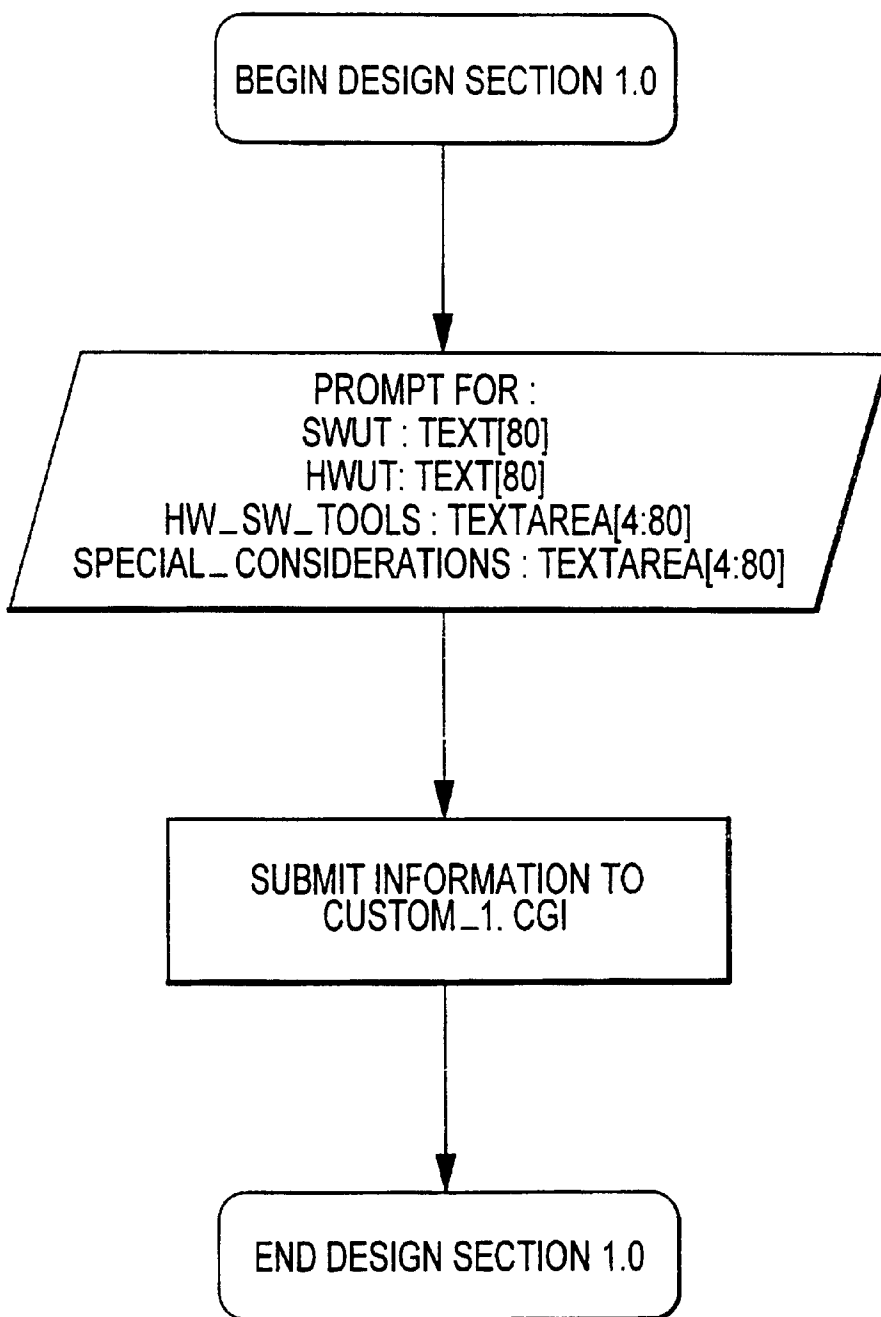 BEGIN DESIGN SECTION 1.0
PROMPT FOR :
SWUT : TEXT[80]
HWUT: TEXT[80]
HW_SW_TOOLS : TEXTAREA[4:80]
SPECIAL_CONSIDERATIONS : TEXTAREA[4:80]
SUBMIT INFORMATION TO
CUSTOM_1. CGI
END DESIGN SECTION 1.0